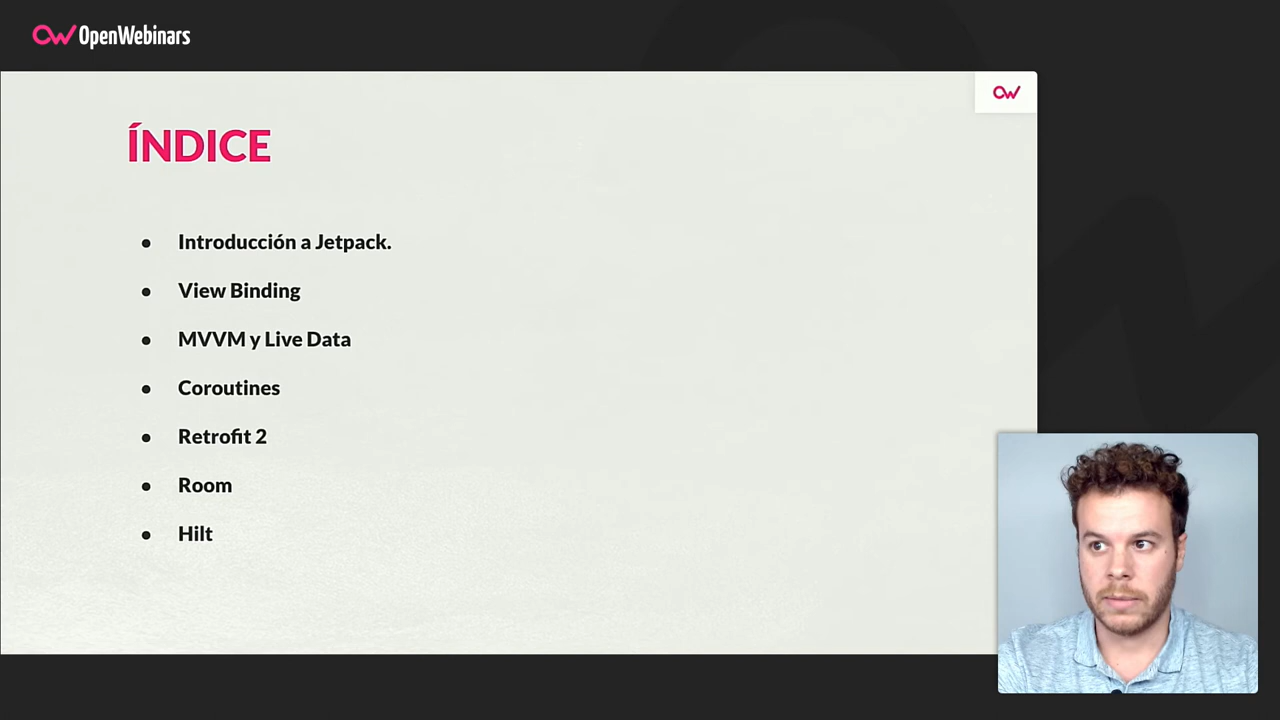 OpenWebinars
ÍNDICE
● Introducción a Jetpack.
● View Binding
● MVVM y Live Data
● Coroutines
● Retrofit 2
● Room
● Hilt